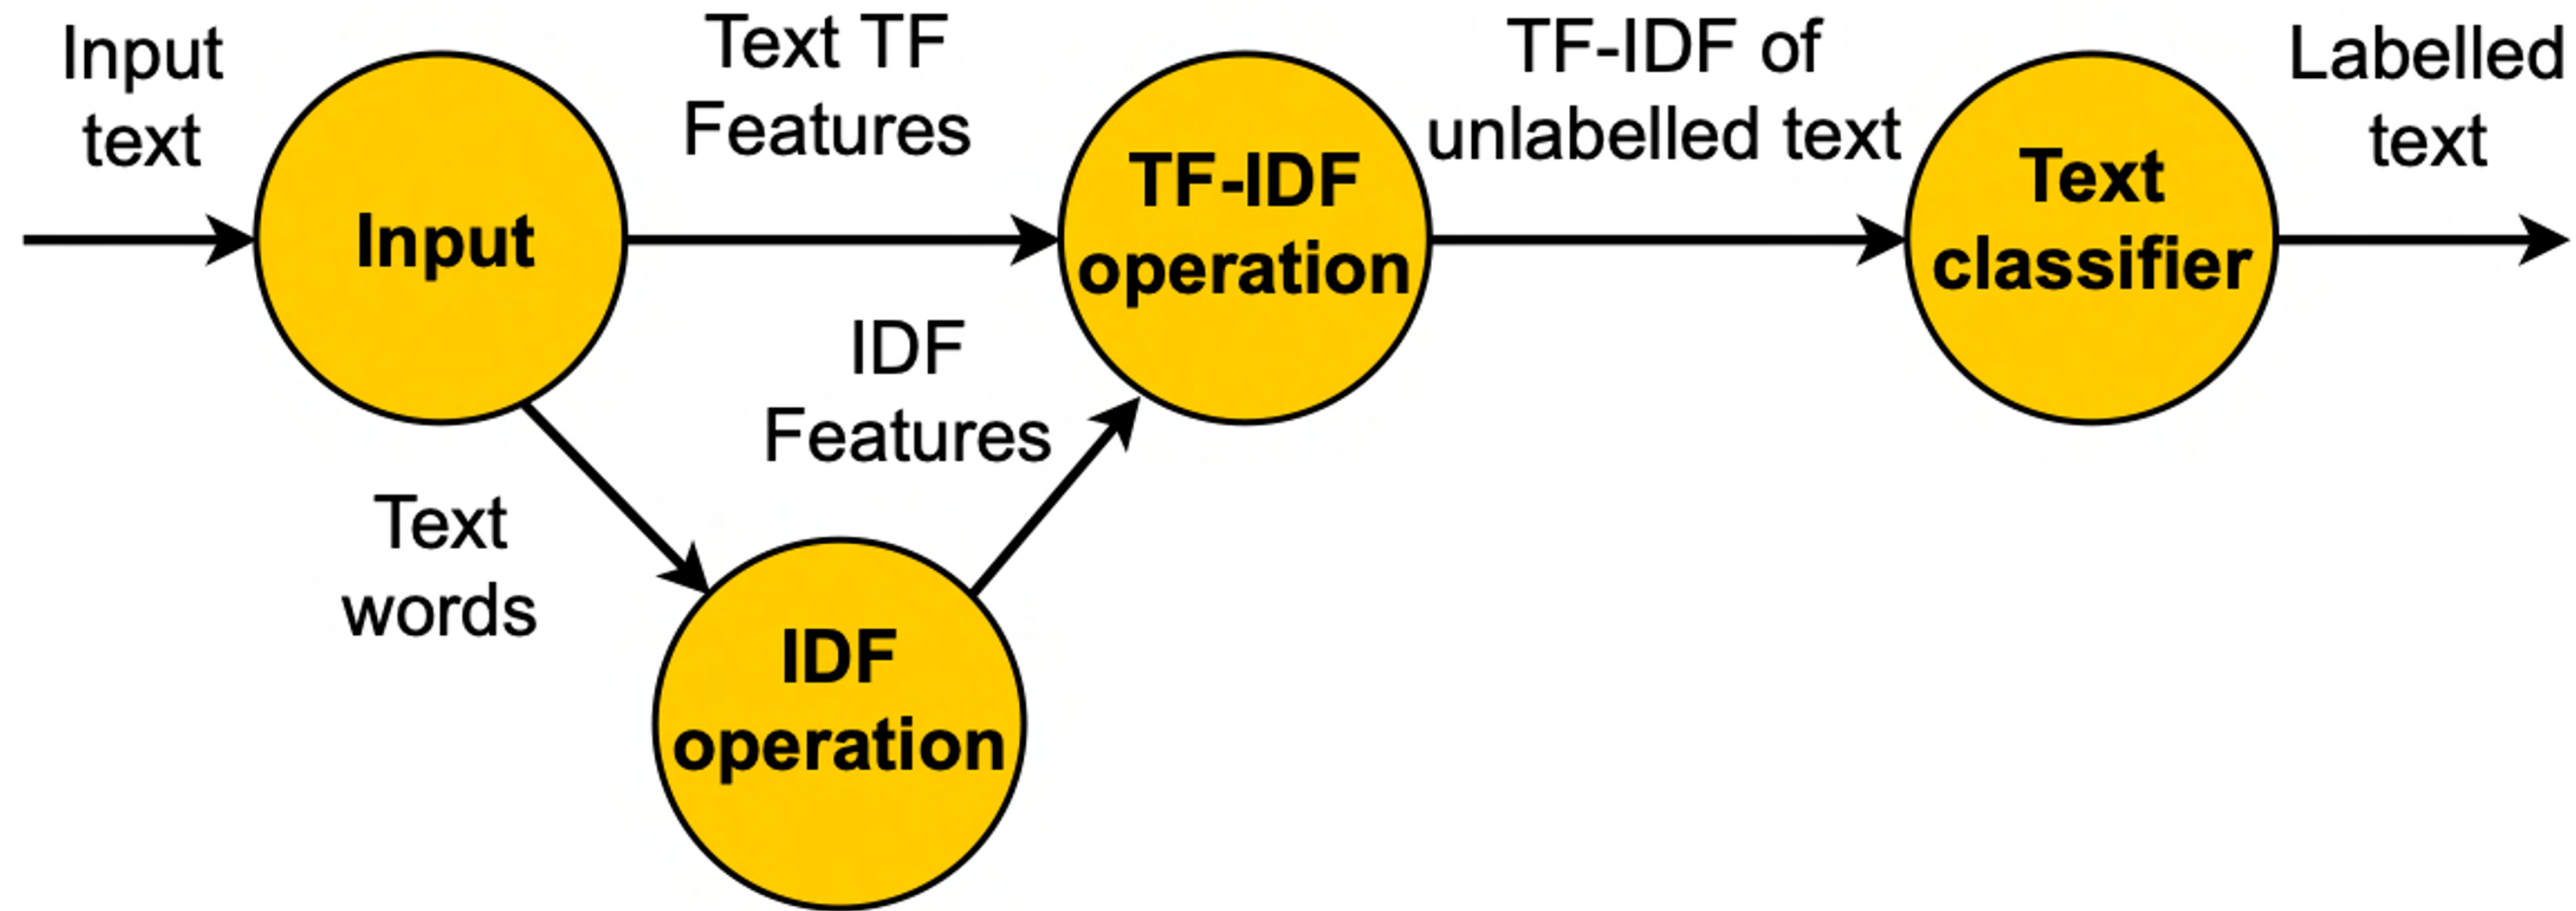 Input
text
Input
Text TF
Features
TF-IDF
operation
TF-IDF of
unlabelled text
Text
classifier
Labelled
text
IDF
Features
Text
words
IDF
operation